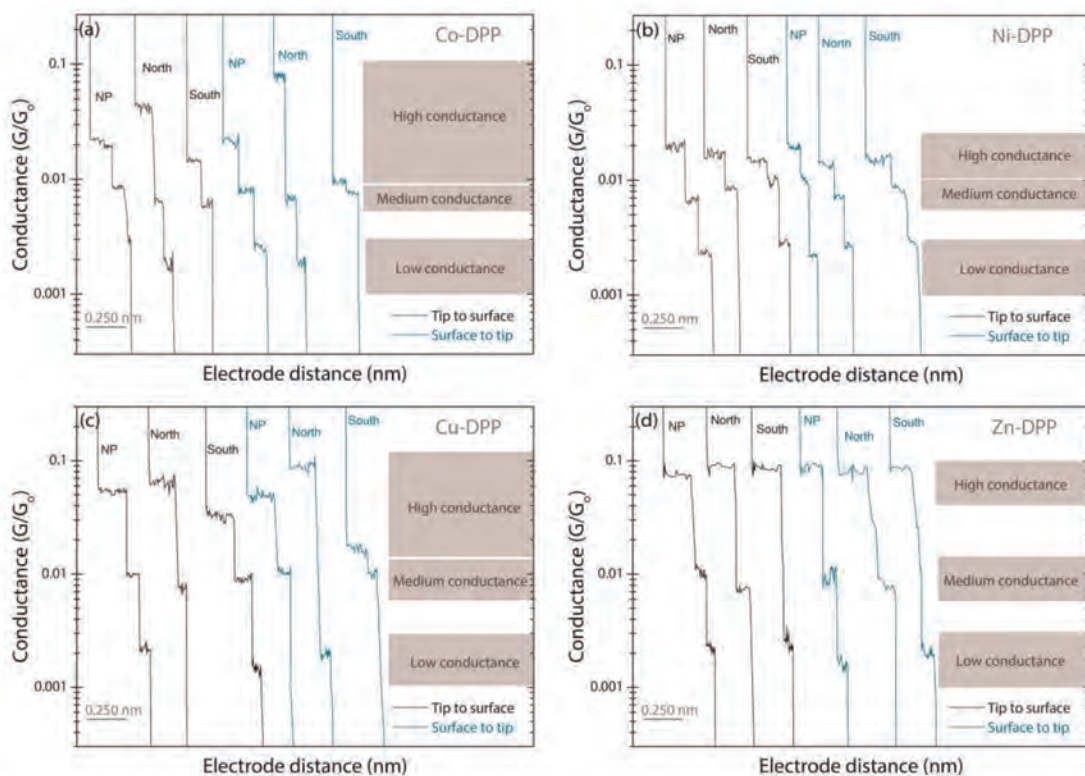 (a) Co-DPP
NP North South NP North South
High conductance
Medium conductance
Low conductance
Tip to surface
Surface to tip
0.250 nm
0.1
0.01
0.001
Conductance (G/G₀)
Electrode distance (nm)
(b) Ni-DPP
NP North South NP North South
High conductance
Medium conductance
Low conductance
Tip to surface
Surface to tip
0.250 nm
0.1
0.01
0.001
Conductance (G/G₀)
Electrode distance (nm)
(c) Cu-DPP
NP North South NP North South
High conductance
Medium conductance
Low conductance
Tip to surface
Surface to tip
0.250 nm
0.1
0.01
0.001
Conductance (G/G₀)
Electrode distance (nm)
(d) Zn-DPP
NP North South NP North South
High conductance
Medium conductance
Low conductance
Tip to surface
Surface to tip
0.250 nm
0.1
0.01
0.001
Conductance (G/G₀)
Electrode distance (nm)